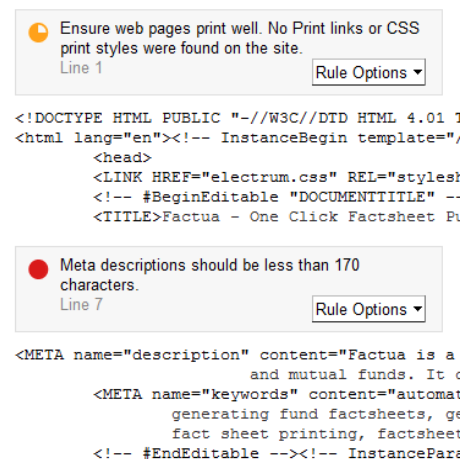 Ensure web pages print well. No Print links or CSS
print styles were found on the site.
Line 1
Rule Options
<!DOCTYPE HTML PUBLIC "-//W3C//DTD HTML 4.01
<html lang="en"><!-- InstanceBegin template="/
<head>
<LINK HREF="electrum.css" REL="stylesh
<!-- #BeginEditable "DOCUMENTTITLE" --
<TITLE>Factua - One Click Factsheet Pu
Meta descriptions should be less than 170
characters.
Line 7
Rule Options
<META name="description" content="Factua is a
and mutual funds. It
<META name="keywords" content="automat
generating fund factsheets, ge
fact sheet printing, factsheet
<!-- #EndEditable --><!-- InstancePara